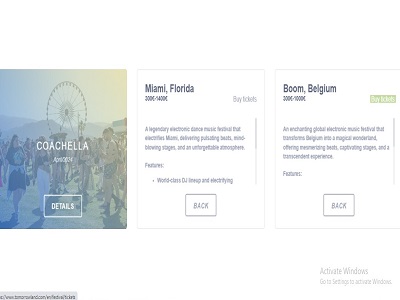 COACHELLA
DETAILS
Miami, Florida
300€-1400€
Buy tickets
A legendary electronic dance music festival that
electrifies Miami, delivering pulsating beats, mind-
blowing stages, and an unforgettable atmosphere.
Features:
• World-class DJ lineup and electrifying
BACK
Boom, Belgium
300€-1000€
Buy tickets
An enchanting global electronic music festival that
transforms Belgium into a magical wonderland,
offering mesmerizing beats, captivating stages, and a
transcendent experience.
Features:
BACK
Activate Windows
Go to Settings to activate Windows.
www.tomorrowland.com/en/festival/tickets